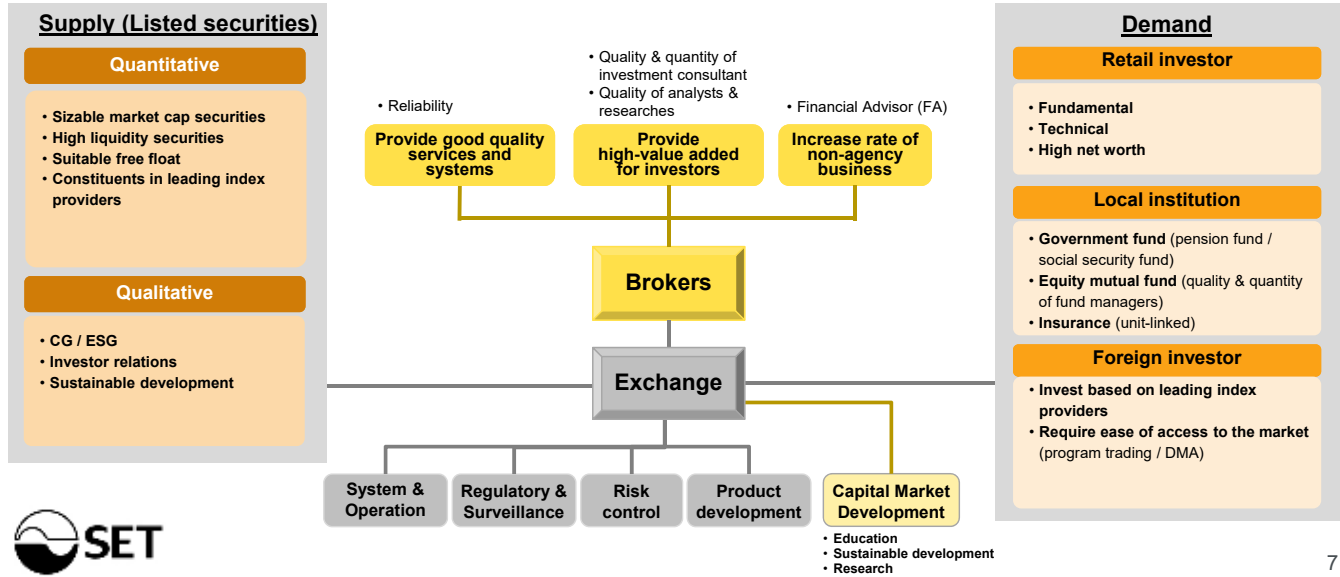 Supply (Listed securities)
Quantitative
• Sizable market cap securities
• High liquidity securities
• Suitable free float
• Constituents in leading index
providers
Qualitative
• CG / ESG
• Investor relations
• Sustainable development
• Reliability
Provide good quality
services and
systems
• Quality & quantity of
investment consultant
• Quality of analysts &
researches
Provide
high-value added
for investors
• Financial Advisor (FA)
Increase rate of
non-agency
business
Brokers
Exchange
System &
Operation
Regulatory &
Surveillance
Risk
control
Product
development
Capital Market
Development
• Education
• Sustainable development
• Research
Demand
Retail investor
• Fundamental
• Technical
• High net worth
Local institution
• Government fund (pension fund /
social security fund)
• Equity mutual fund (quality & quantity
of fund managers)
• Insurance (unit-linked)
Foreign investor
• Invest based on leading index
providers
• Require ease of access to the market
(program trading / DMA)
SET
7